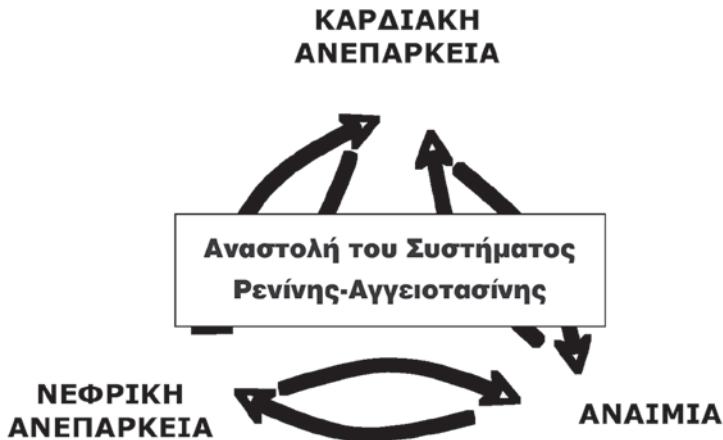 ΚΑΡΔΙΑΚΗ
ΑΝΕΠΑΡΚΕΙΑ
Αναστολή του Συστήματος
Ρενίνης-Αγγειοτασίνης
ΝΕΦΡΙΚΗ
ΑΝΕΠΑΡΚΕΙΑ
ΑΝΑΙΜΙΑ